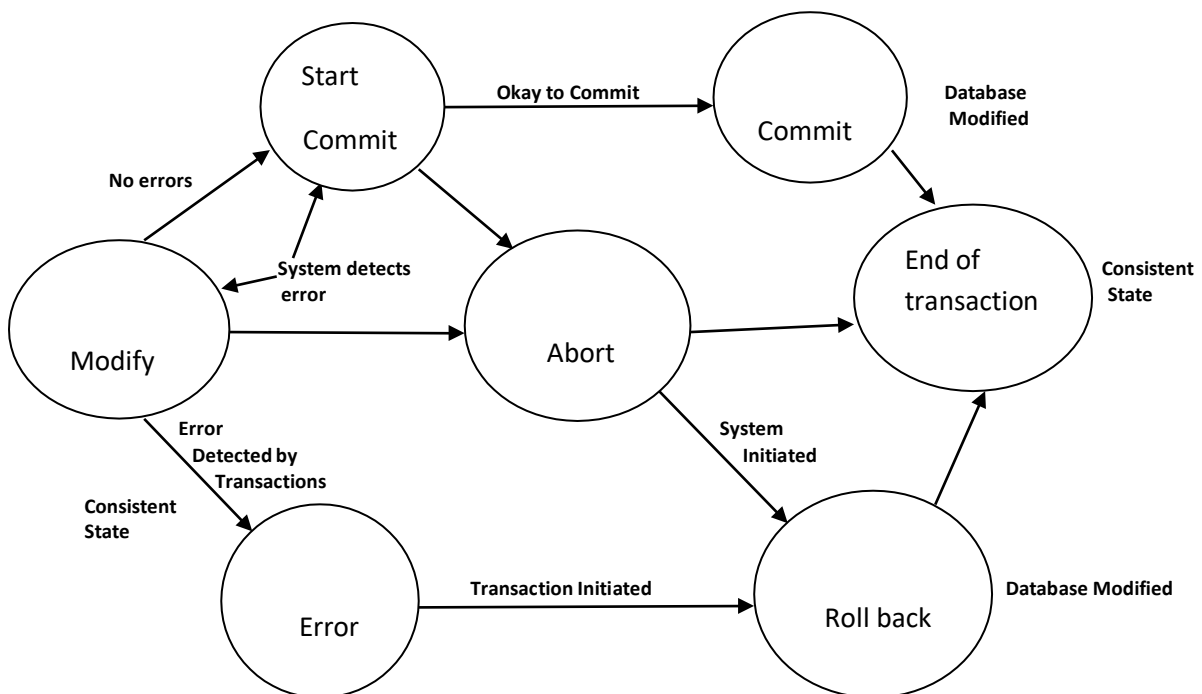 Start
Commit
Okay to Commit
Commit
Database
Modified
No errors
System detects
error
Modify
Abort
End of
transaction
Consistent
State
Error
Detected by
Transactions
Consistent
State
System
Initiated
Error
Transaction Initiated
Roll back
Database Modified